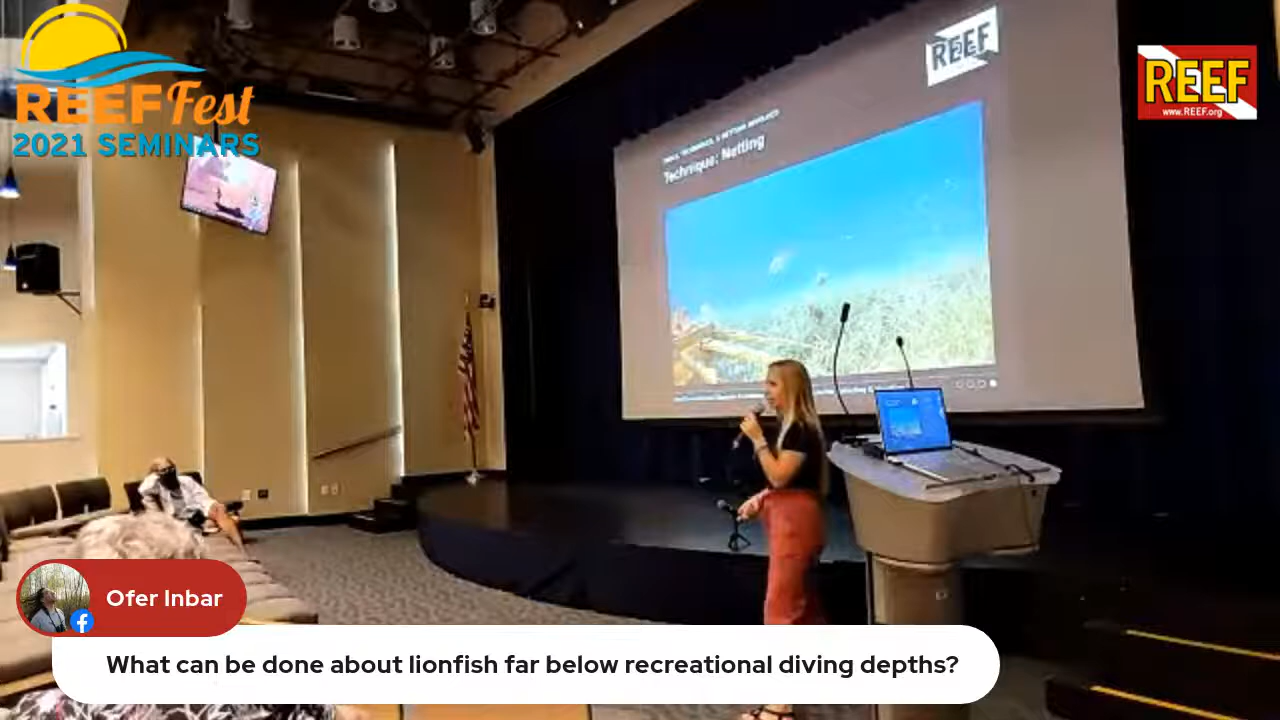 REEF Fest
2021 SEMINARS
REEF
REEF
www.REEF.org
Technique: Netting
Ofer Inbar
What can be done about lionfish far below recreational diving depths?